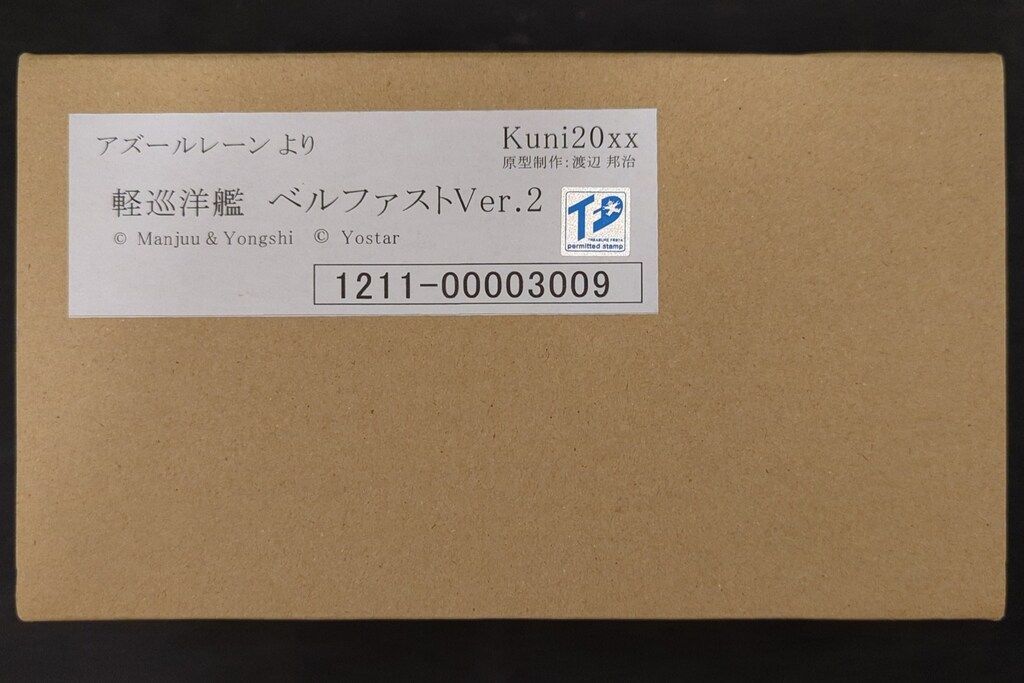 アズールレーン より
Kuni20xx
原型制作:渡辺 邦治
軽巡洋艦 ベルファストVer.2
© Manjuu & Yongshi © Yostar
TREASURE FESTA
permitted stamp
1211-00003009